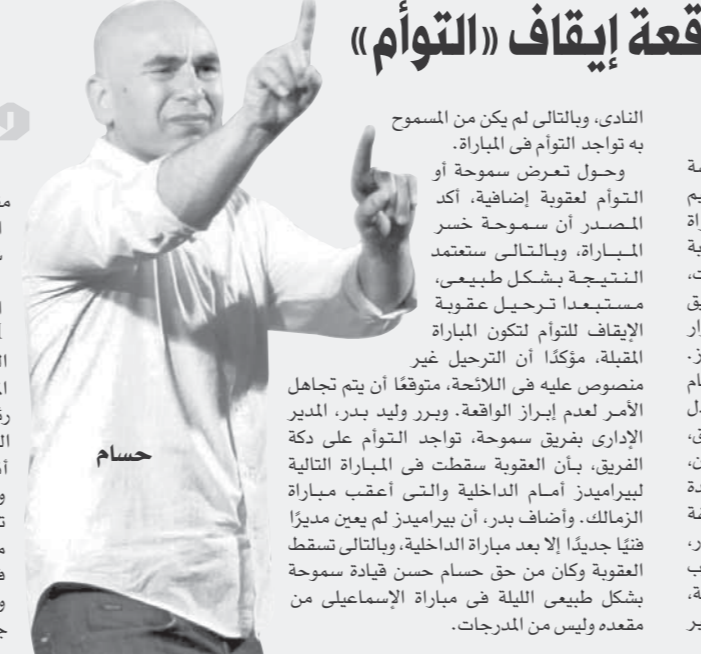 إيقاف «التوأم»
النادى، وبالتالى لم يكن من المسموح
به تواجد التوأم فى المباراة.
وحول تعرض سموحة أو
التوأم لعقوبة إضافية، أكد
المصدر أن سموحة خسر
المباراة، وبالتالى ستعتمد
النتيجة بشكل طبيعى،
مستبعدا ترحيل عقوبة
الإيقاف للتوأم لتكون المباراة
المقبلة، مؤكدًا أن الترحيل غير
منصوص عليه فى اللائحة، متوقعًا أن يتم تجاهل
الأمر لعدم إبراز الواقعة. وبرر وليد بدر، المدير
الإدارى بفريق سموحة، تواجد التوأم على دكة
الفريق، بأن العقوبة سقطت فى المباراة التالية
لبيراميدز أمام الداخلية والتى أعقب مباراة
الزمالك. وأضاف بدر، أن بيراميدز لم يعين مديرًا
فنيًا جديدًا إلا بعد مباراة الداخلية، وبالتالى تسقط
العقوبة وكان من حق حسام حسن قيادة سموحة
بشكل طبيعى الليلة فى مباراة الإسماعيلى من
مقعده وليس من المدرجات.
حسام